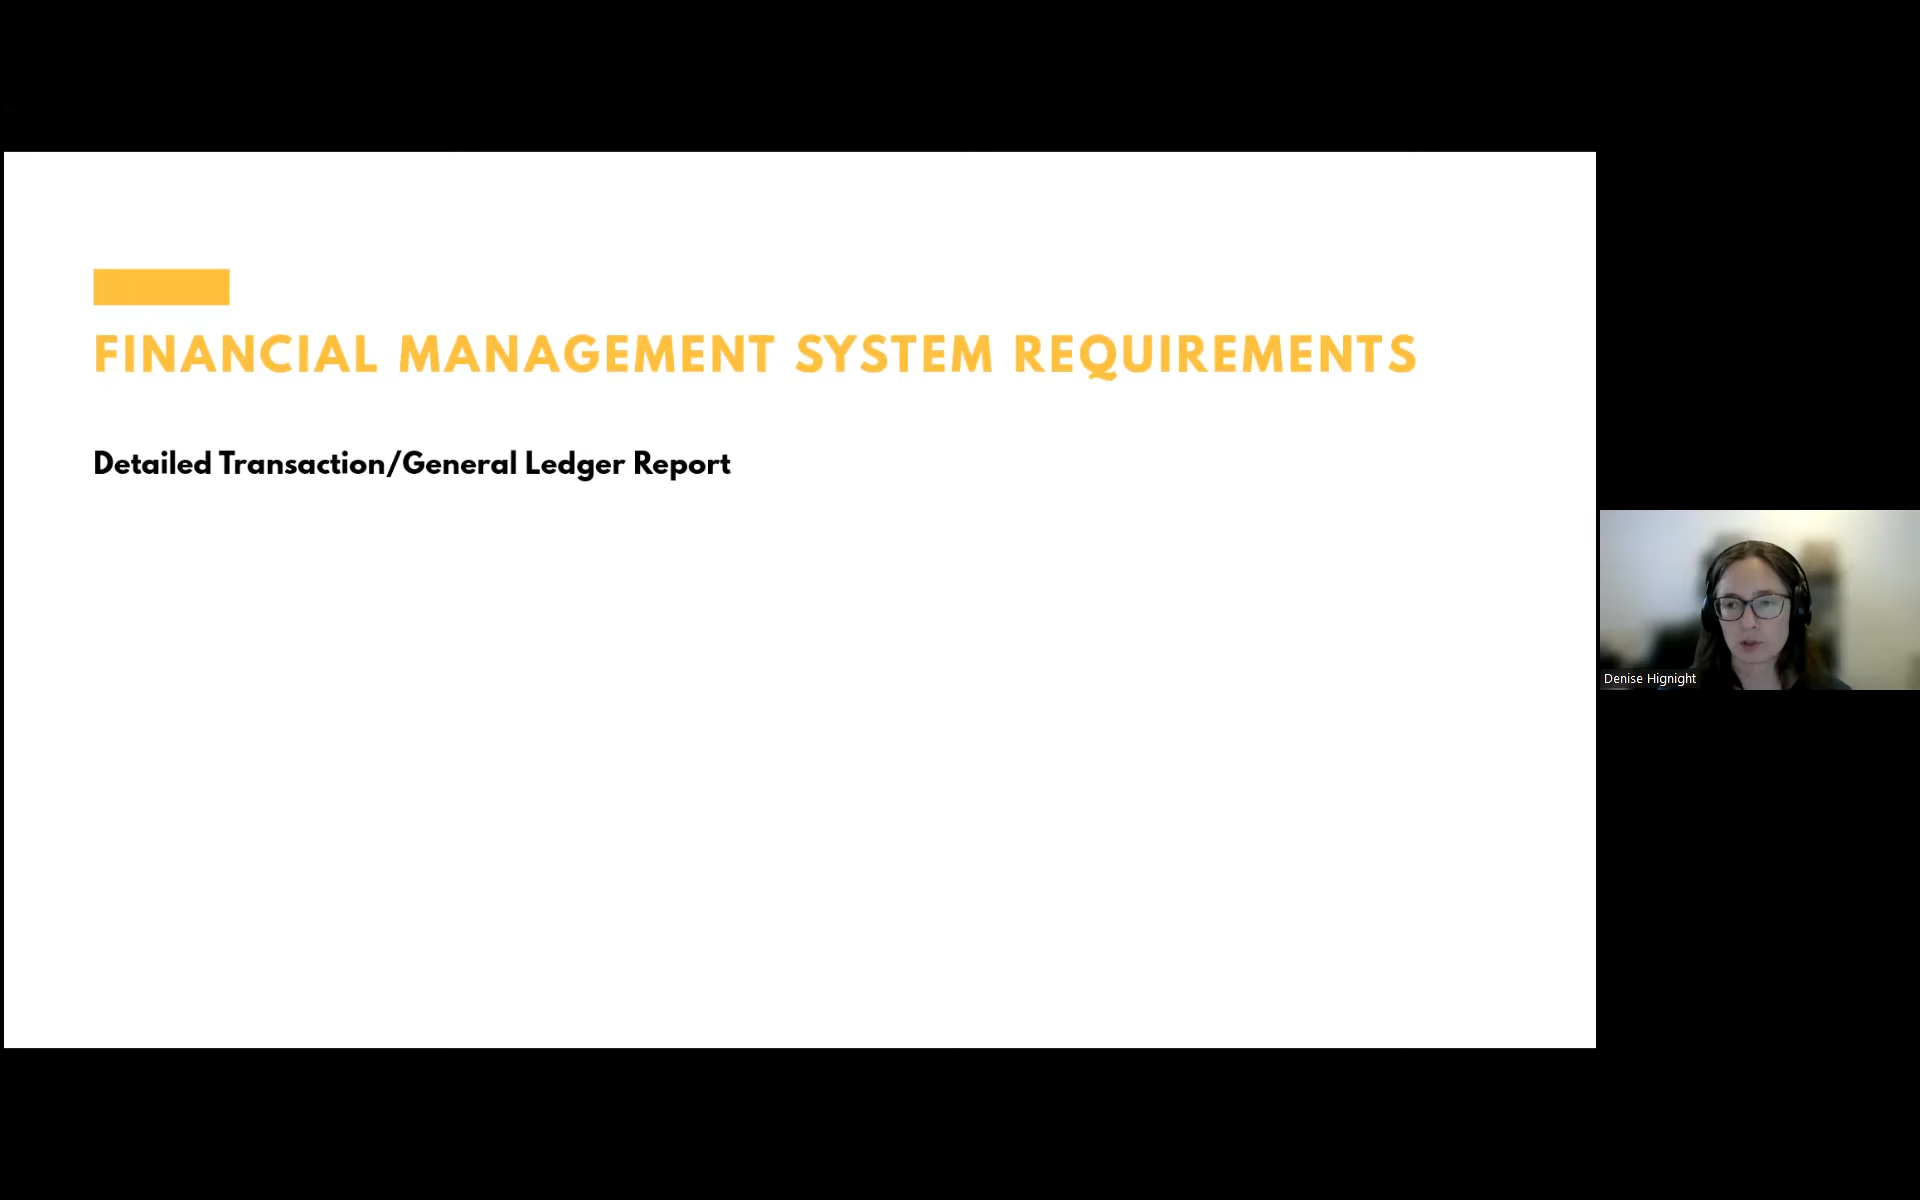 FINANCIAL MANAGEMENT SYSTEM REQUIREMENTS
Detailed Transaction/General Ledger Report
Denise Hignight